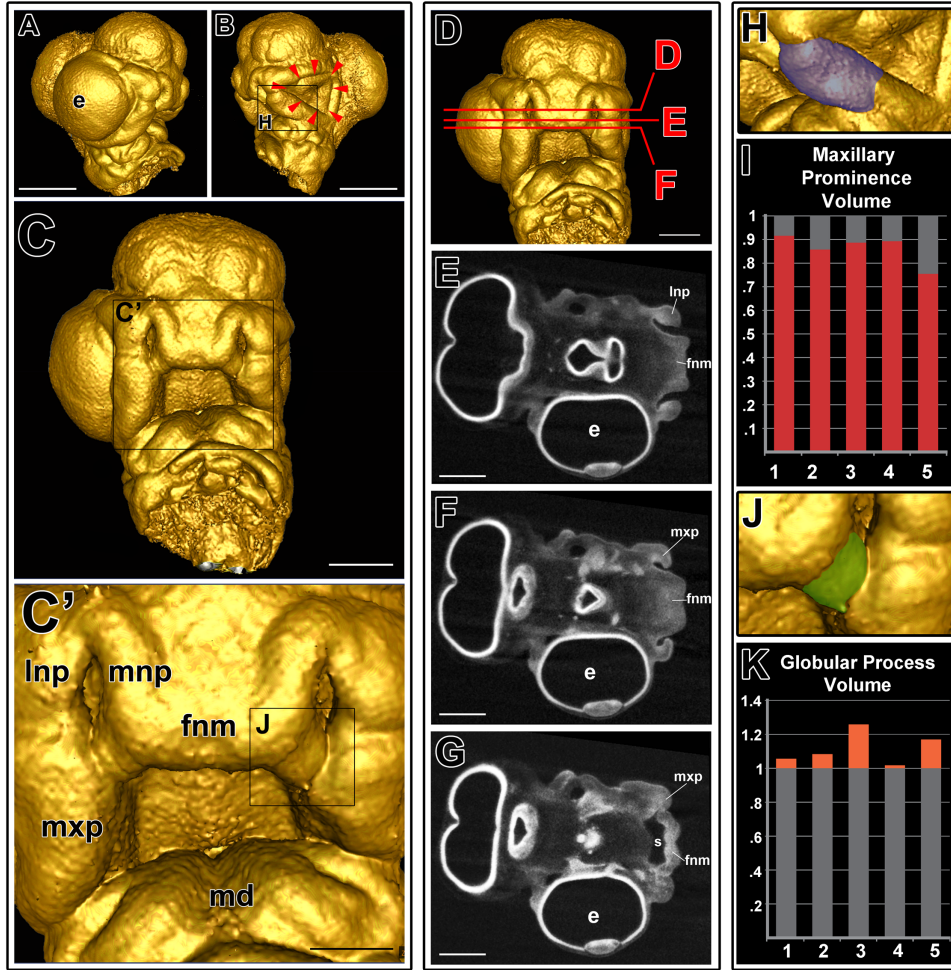 A
e
B
H
C
C'
C'
lnp
mnp
fnm
J
mxp
md
D
D
E
F
E
lnp
fnm
e
F
mxp
fnm
e
G
mxp
s
fnm
e
H
I
Maxillary
Prominence
Volume
1
.9
.8
.7
.6
.5
.4
.3
.2
.1
1 2 3 4 5
J
K
Globular Process
Volume
1.4
1.2
1
.8
.6
.4
.2
1 2 3 4 5